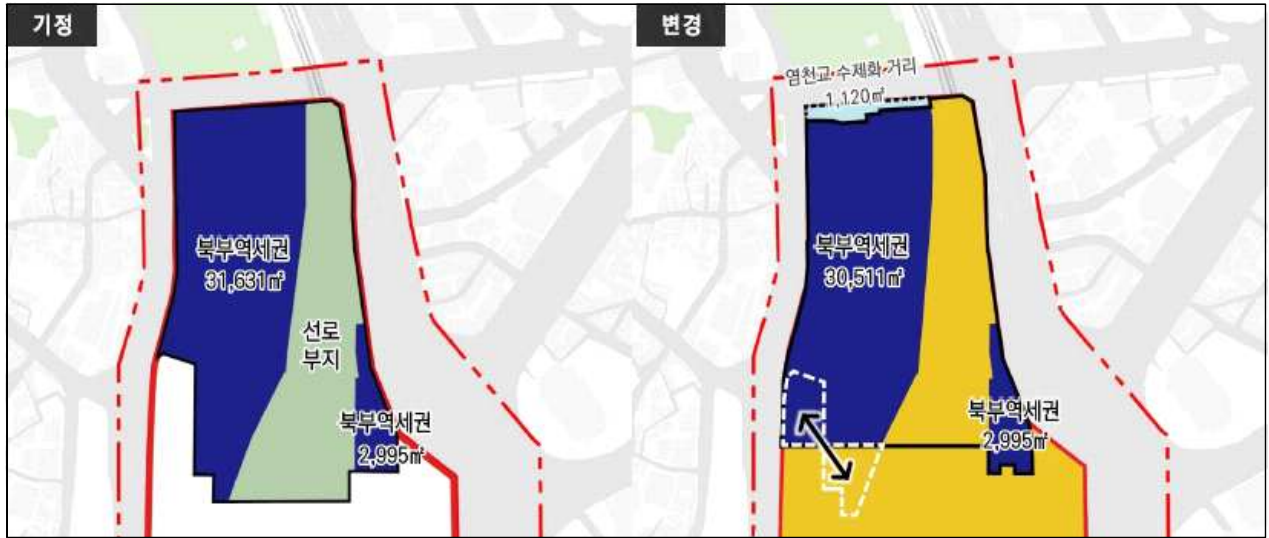 기정
북부역세권
31,631㎡
선로
부지
북부역세권
2,995㎡
변경
염천교 수제화 거리
1,120㎡
북부역세권
30,511㎡
북부역세권
2,995㎡